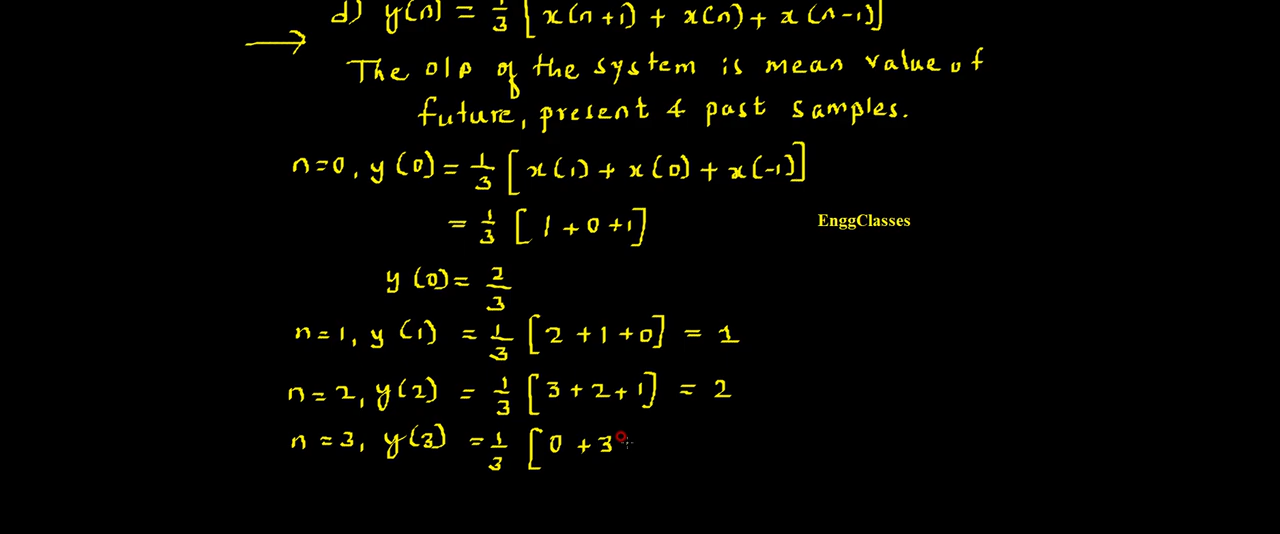 d) y(n) = 1/3 [ x(n+1) + x(n) + x(n-1)]
The o/p of the system is mean value of
future, present & past samples.
n=0, y(0) = 1/3 [ x(1) + x(0) + x(-1)]
= 1/3 [ 1 + 0 + 1]
EnggClasses
y(0) = 2/3
n=1, y(1) = 1/3 [2 + 1 + 0] = 1
n=2, y(2) = 1/3 [3 + 2 + 1] = 2
n=3, y(3) = 1/3 [0 + 3